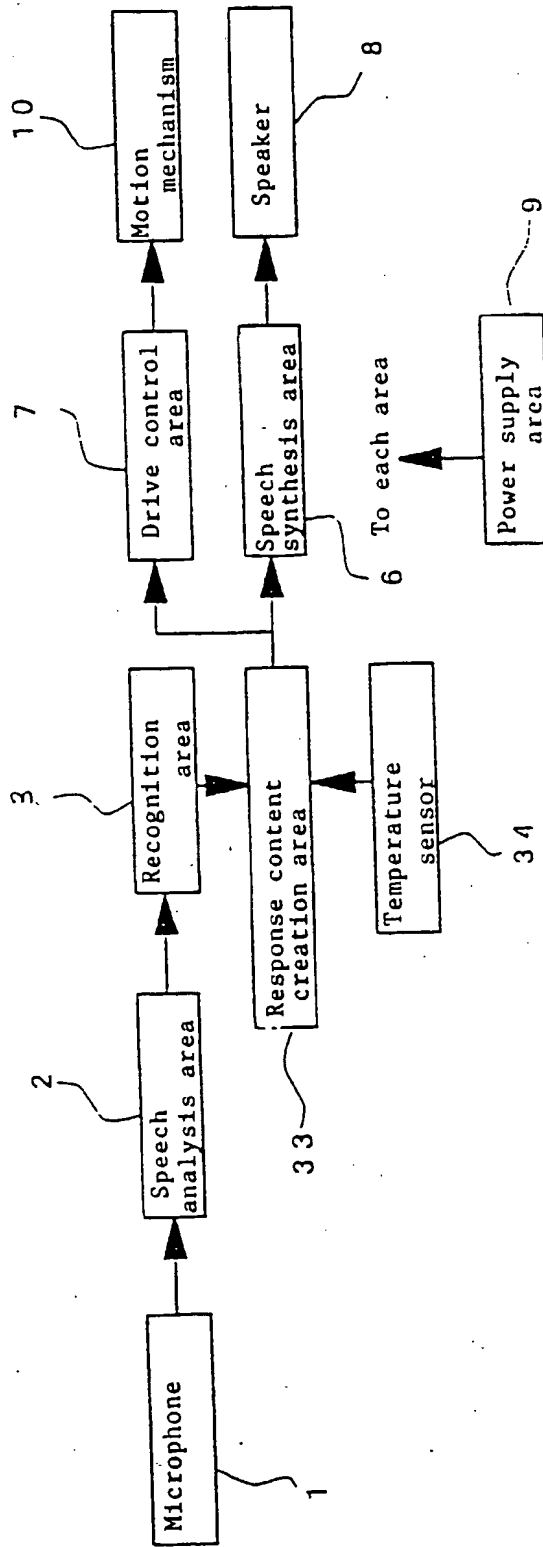 1
Microphone
2
Speech
analysis area
3
Recognition
area
33
Response content
creation area
34
Temperature
sensor
7
Drive control
area
10
Motion
mechanism
6
Speech
synthesis area
8
Speaker
To each area
9
Power supply
area